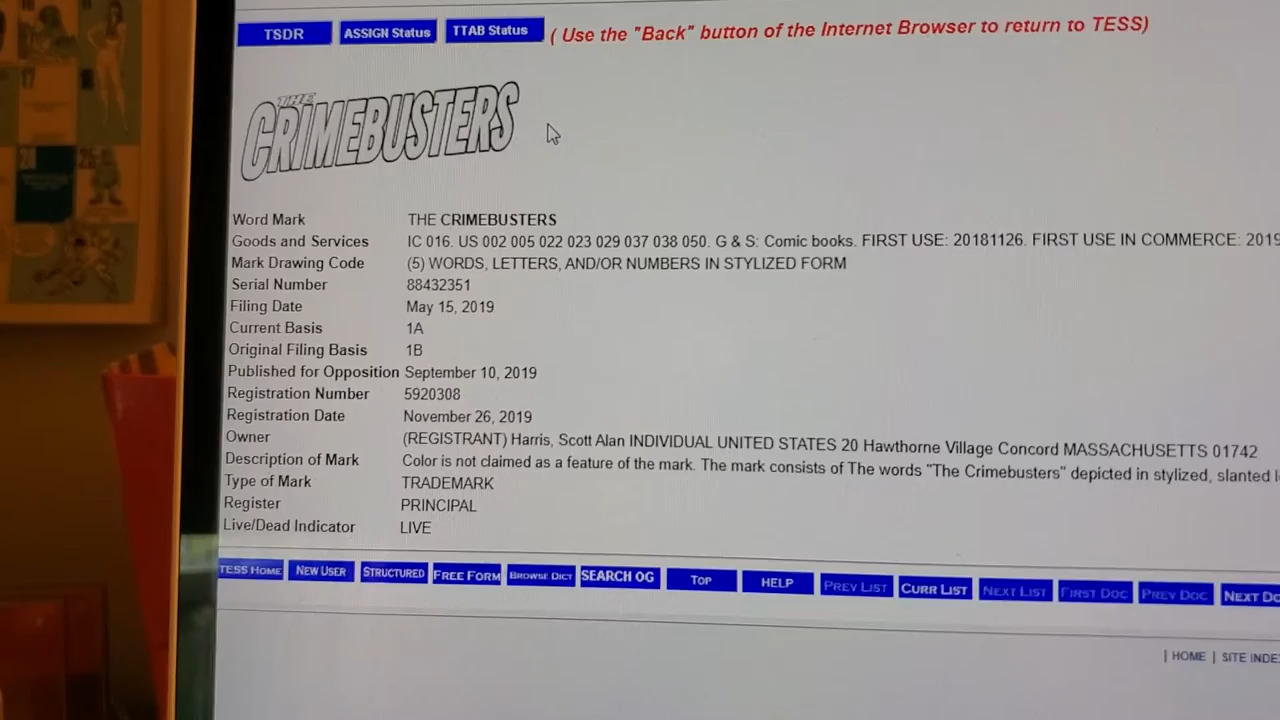 TSDR ASSIGN Status TTAB Status ( Use the "Back" button of the Internet Browser to return to TESS)
THE
CRIMEBUSTERS
Word Mark THE CRIMEBUSTERS
Goods and Services IC 016. US 002 005 022 023 029 037 038 050. G & S: Comic books. FIRST USE: 20181126. FIRST USE IN COMMERCE: 2019
Mark Drawing Code (5) WORDS, LETTERS, AND/OR NUMBERS IN STYLIZED FORM
Serial Number 88432351
Filing Date May 15, 2019
Current Basis 1A
Original Filing Basis 1B
Published for Opposition September 10, 2019
Registration Number 5920308
Registration Date November 26, 2019
Owner (REGISTRANT) Harris, Scott Alan INDIVIDUAL UNITED STATES 20 Hawthorne Village Concord MASSACHUSETTS 01742
Description of Mark Color is not claimed as a feature of the mark. The mark consists of The words "The Crimebusters" depicted in stylized, slanted
Type of Mark TRADEMARK
Register PRINCIPAL
Live/Dead Indicator LIVE
TESS HOME NEW USER STRUCTURED FREE FORM BROWSE DICT SEARCH OG TOP HELP PREV LIST CURR LIST NEXT LIST FIRST DOC PREV DOC NEXT DO
| HOME | SITE INDE